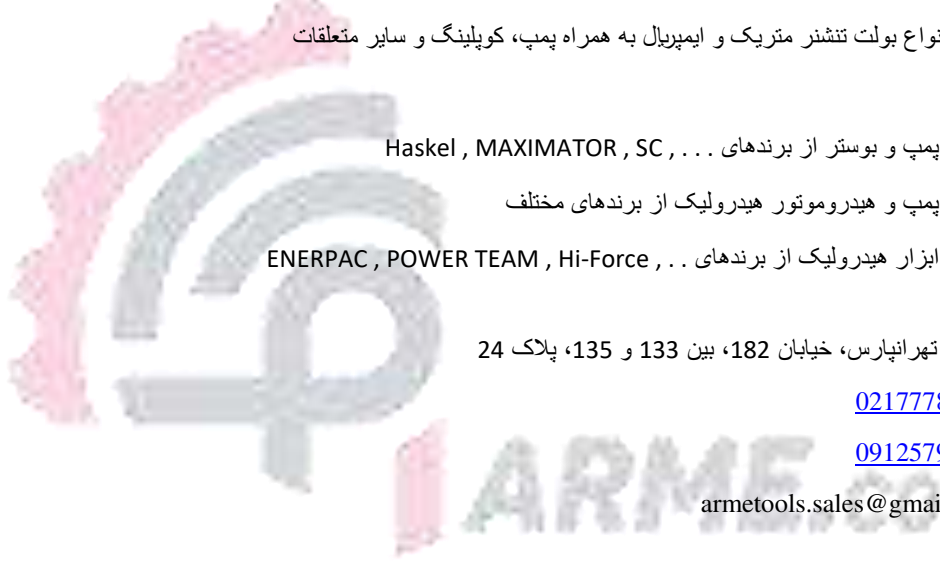 نواع بولت تنشنر متریک و ایمپریال به همراه پمپ، کوپلینگ و سایر متعلقات
پمپ و بوستر از برندهای Haskel , MAXIMATOR , SC , . . .
پمپ و هیدروموتور هیدرولیک از برندهای مختلف
ابزار هیدرولیک از برندهای ENERPAC , POWER TEAM , Hi-Force , . .
تهرانپارس، خیابان 182، بین 133 و 135، پلاک 24
0217778
0912579
armetools.sales@gmai
ARME.co